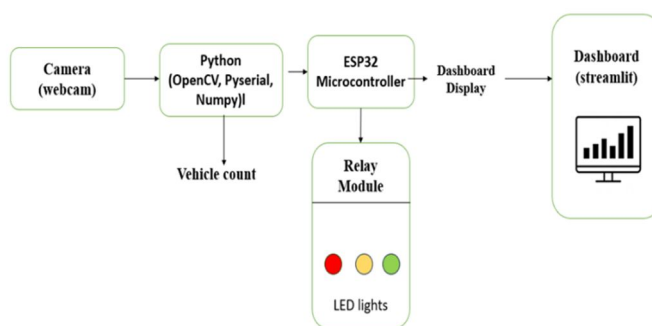 Camera
(webcam)
Python
(OpenCV, Pyserial,
Numpy)l
Vehicle count
ESP32
Microcontroller
Relay
Module
LED lights
Dashboard
Display
Dashboard
(streamlit)